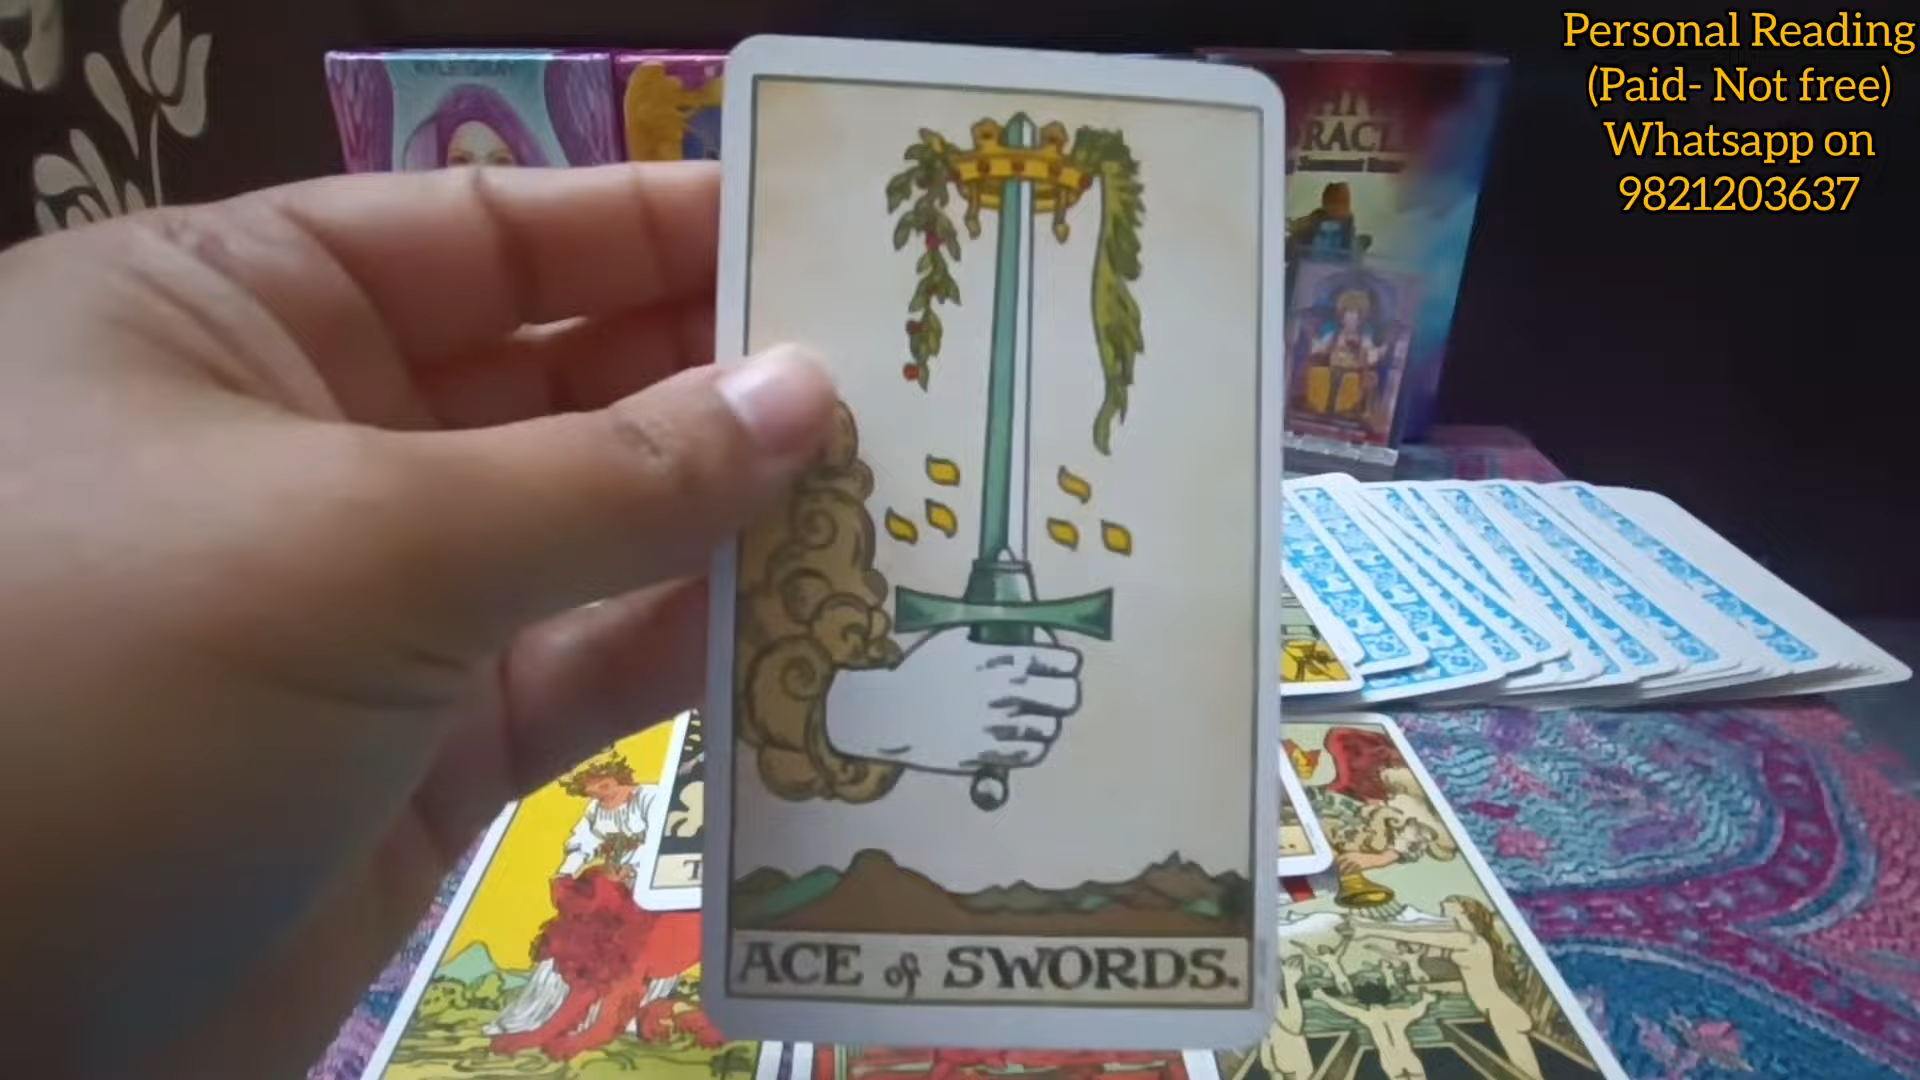 Personal Reading
(Paid- Not free)
Whatsapp on
9821203637
ACE of SWORDS.